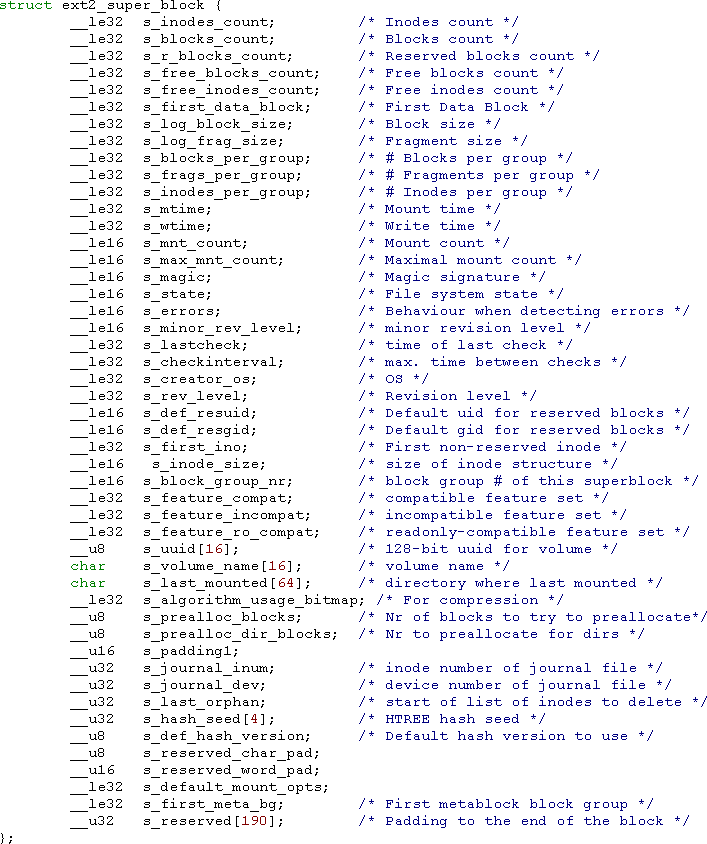 struct ext2_super_block {
__le32 s_inodes_count; /* Inodes count */
__le32 s_blocks_count; /* Blocks count */
__le32 s_r_blocks_count; /* Reserved blocks count */
__le32 s_free_blocks_count; /* Free blocks count */
__le32 s_free_inodes_count; /* Free inodes count */
__le32 s_first_data_block; /* First Data Block */
__le32 s_log_block_size; /* Block size */
__le32 s_log_frag_size; /* Fragment size */
__le32 s_blocks_per_group; /* # Blocks per group */
__le32 s_frags_per_group; /* # Fragments per group */
__le32 s_inodes_per_group; /* # Inodes per group */
__le32 s_mtime; /* Mount time */
__le32 s_wtime; /* Write time */
__le16 s_mnt_count; /* Mount count */
__le16 s_max_mnt_count; /* Maximal mount count */
__le16 s_magic; /* Magic signature */
__le16 s_state; /* File system state */
__le16 s_errors; /* Behaviour when detecting errors */
__le16 s_minor_rev_level; /* minor revision level */
__le32 s_lastcheck; /* time of last check */
__le32 s_checkinterval; /* max. time between checks */
__le32 s_creator_os; /* OS */
__le32 s_rev_level; /* Revision level */
__le16 s_def_resuid; /* Default uid for reserved blocks */
__le16 s_def_resgid; /* Default gid for reserved blocks */
__le32 s_first_ino; /* First non-reserved inode */
__le16 s_inode_size; /* size of inode structure */
__le16 s_block_group_nr; /* block group # of this superblock */
__le32 s_feature_compat; /* compatible feature set */
__le32 s_feature_incompat; /* incompatible feature set */
__le32 s_feature_ro_compat; /* readonly-compatible feature set */
__u8 s_uuid[16]; /* 128-bit uuid for volume */
char s_volume_name[16]; /* volume name */
char s_last_mounted[64]; /* directory where last mounted */
__le32 s_algorithm_usage_bitmap; /* For compression */
__u8 s_prealloc_blocks; /* Nr of blocks to try to preallocate*/
__u8 s_prealloc_dir_blocks; /* Nr to preallocate for dirs */
__u16 s_padding1;
__u32 s_journal_inum; /* inode number of journal file */
__u32 s_journal_dev; /* device number of journal file */
__u32 s_last_orphan; /* start of list of inodes to delete */
__u32 s_hash_seed[4]; /* HTREE hash seed */
__u8 s_def_hash_version; /* Default hash version to use */
__u8 s_reserved_char_pad;
__u16 s_reserved_word_pad;
__le32 s_default_mount_opts;
__le32 s_first_meta_bg; /* First metablock block group */
__u32 s_reserved[190]; /* Padding to the end of the block */
};